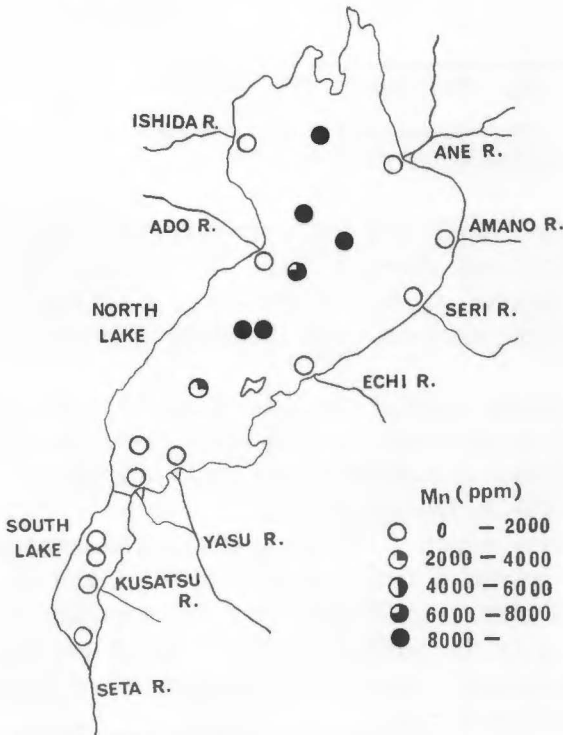 ISHIDA R.
ANE R.
ADO R.
AMANO R.
NORTH
LAKE
SERI R.
ECHI R.
Mn (ppm)
0 - 2000
2000 - 4000
4000 - 6000
6000 - 8000
8000 -
SOUTH
LAKE
YASU R.
KUSATSU
R.
SETA R.